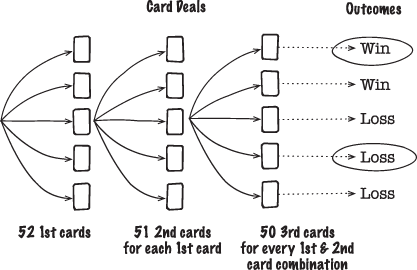 Card Deals
Outcomes
Win
Win
Loss
Loss
Loss
52 1st cards
51 2nd cards
for each 1st card
50 3rd cards
for every 1st & 2nd
card combination